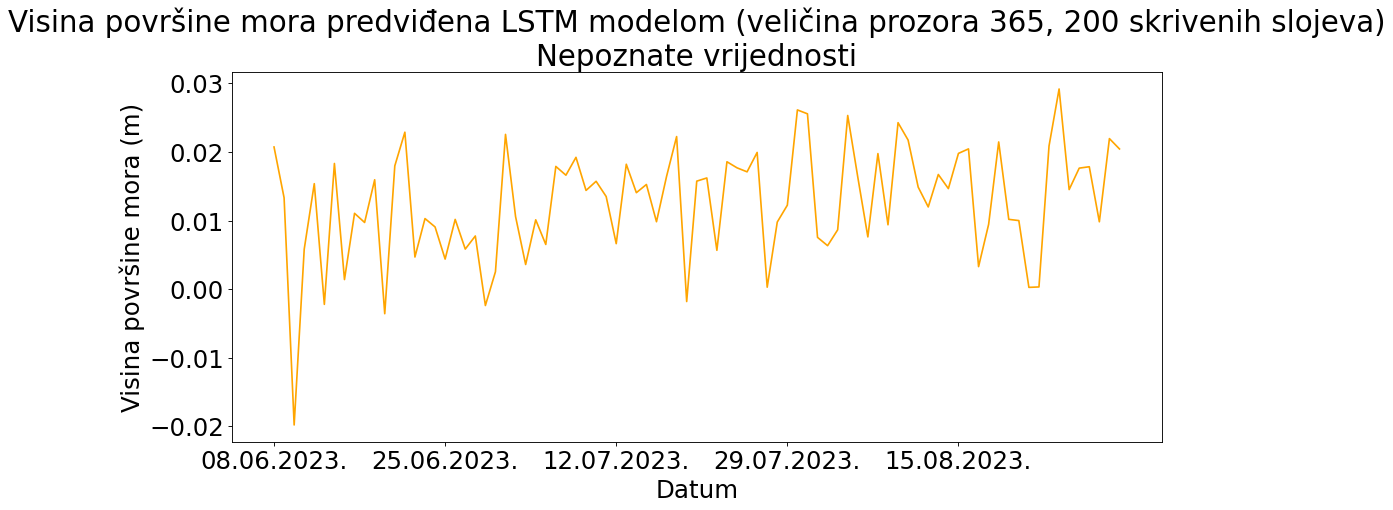 Visina površine mora predviđena LSTM modelom (veličina prozora 365, 200 skrivenih slojeva)
Nepoznate vrijednosti
Visina površine mora (m)
0.03
0.02
0.01
0.00
−0.01
−0.02
08.06.2023. 25.06.2023. 12.07.2023. 29.07.2023. 15.08.2023.
Datum